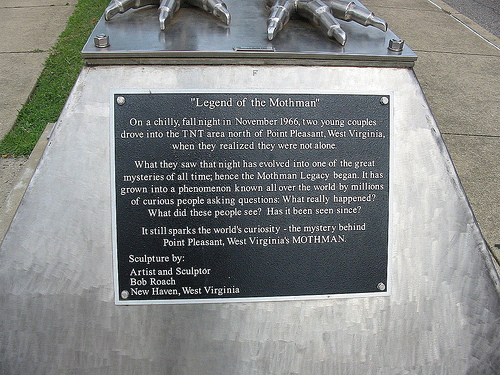 "Legend of the Mothman"
On a chilly, fall night in November 1966, two young couples
drove into the TNT area north of Point Pleasant, West Virginia,
when they realized they were not alone.
What they saw that night has evolved into one of the great
mysteries of all time; hence the Mothman Legacy began. It has
grown into a phenomenon known all over the world by millions
of curious people asking questions: What really happened?
What did these people see? Has it been seen since?
It still sparks the world's curiosity - the mystery behind
Point Pleasant, West Virginia's MOTHMAN.
Sculpture by:
Artist and Sculptor
Bob Roach
New Haven, West Virginia